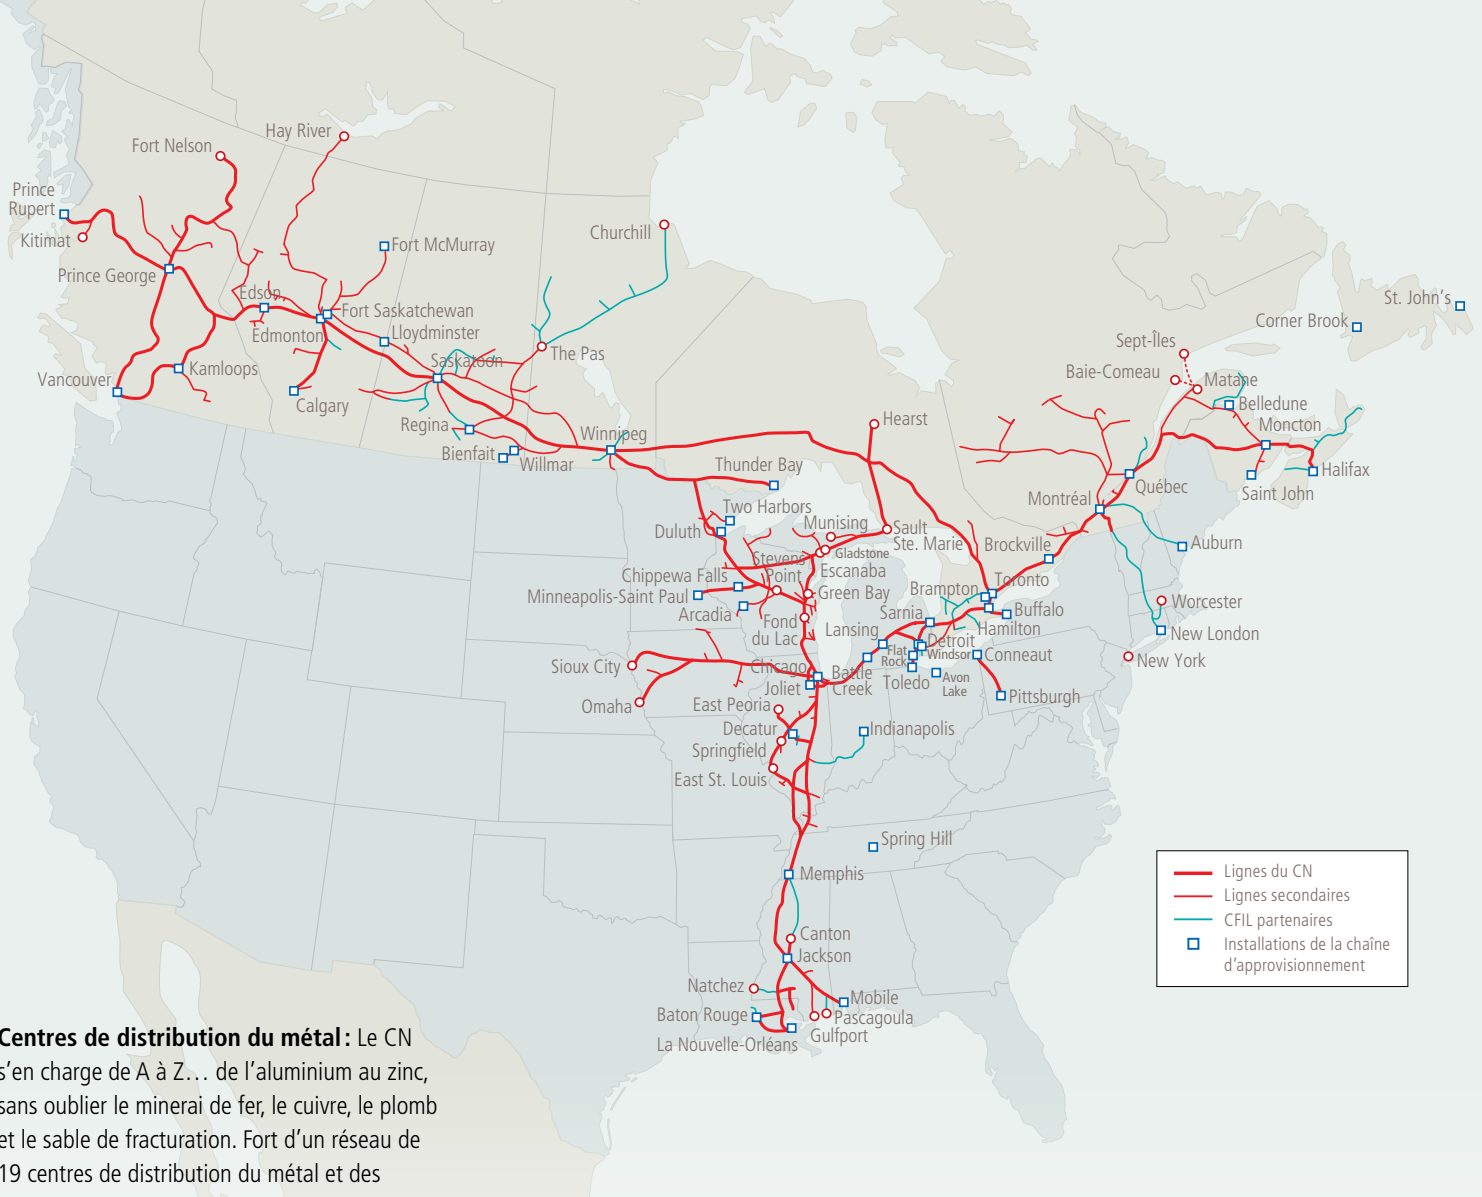 Hay River
Fort Nelson
Prince
Rupert
Kitimat
Prince George
Churchill
Fort McMurray
Edson
Fort Saskatchewan
Edmonton
Lloydminster
Saskatoon
The Pas
Vancouver
Kamloops
Calgary
Regina
Bienfait
Willmar
Winnipeg
Hearst
Thunder Bay
Two Harbors
Duluth
Munising
Sault
Ste. Marie
Gladstone
Escanaba
Stevens
Point
Chippewa Falls
Minneapolis-Saint Paul
Arcadia
Green Bay
Fond
du Lac
Lansing
Sarnia
Brampton
Toronto
Brockville
Montréal
Québec
St. John's
Corner Brook
Sept-Îles
Baie-Comeau
Matane
Belledune
Moncton
Halifax
Saint John
Auburn
Worcester
New London
New York
Buffalo
Hamilton
Detroit
Windsor
Flat
Rock
Conneaut
Toledo
Avon
Lake
Pittsburgh
Sioux City
Omaha
Chicago
Joliet
Battle
Creek
East Peoria
Decatur
Springfield
East St. Louis
Indianapolis
Spring Hill
Memphis
Canton
Jackson
Natchez
Mobile
Pascagoula
Gulfport
Baton Rouge
La Nouvelle-Orléans
Lignes du CN
Lignes secondaires
CFIL partenaires
Installations de la chaîne
d'approvisionnement
Centres de distribution du métal : Le CN
s'en charge de A à Z… de l'aluminium au zinc,
sans oublier le minerai de fer, le cuivre, le plomb
et le sable de fracturation. Fort d'un réseau de
19 centres de distribution du métal et des